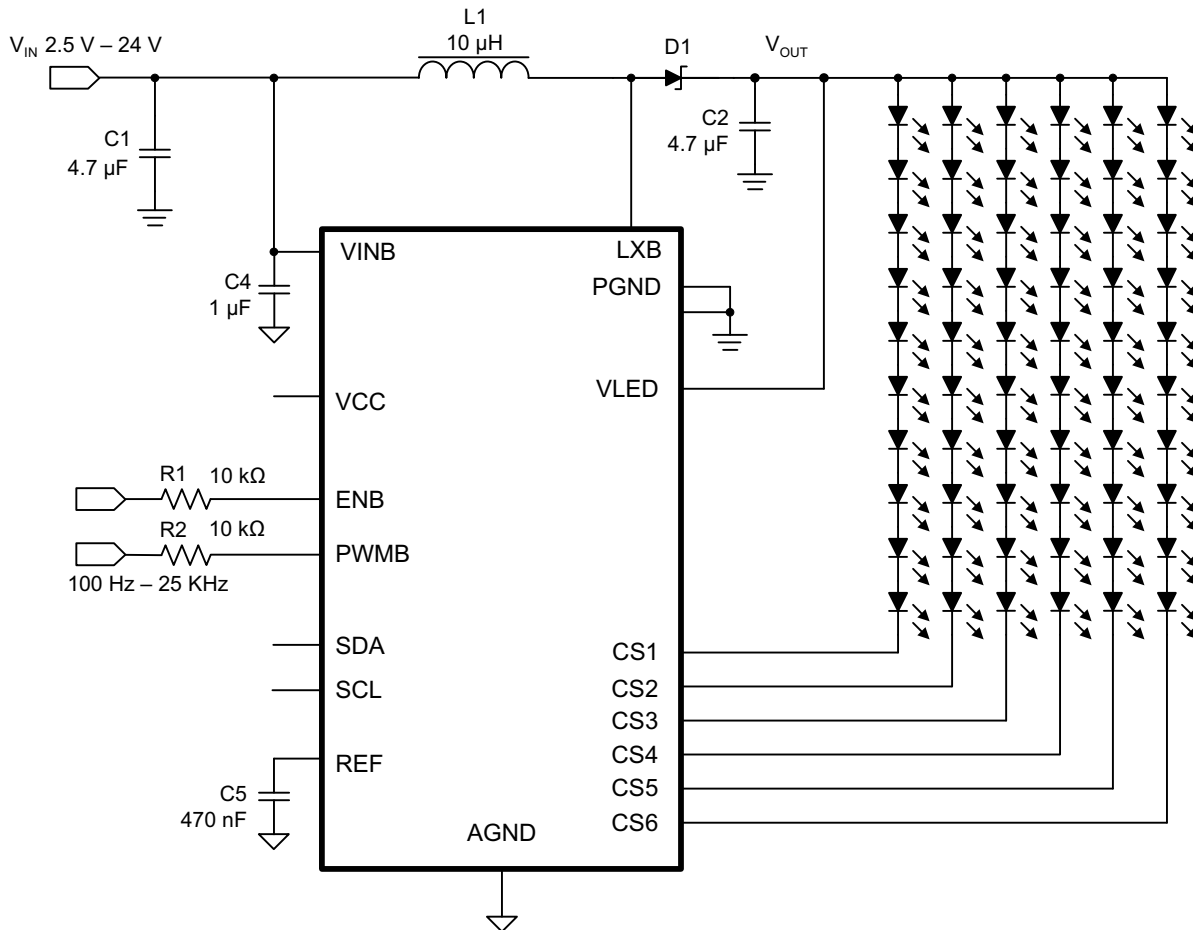 L1
10 µH
V_IN 2.5 V – 24 V
D1
V_OUT
C1
4.7 µF
C2
4.7 µF
VINB
LXB
C4
1 µF
PGND
VCC
VLED
R1 10 kΩ
ENB
R2 10 kΩ
PWMB
100 Hz – 25 KHz
SDA
CS1
SCL
CS2
CS3
CS4
REF
C5
470 nF
CS5
CS6
AGND